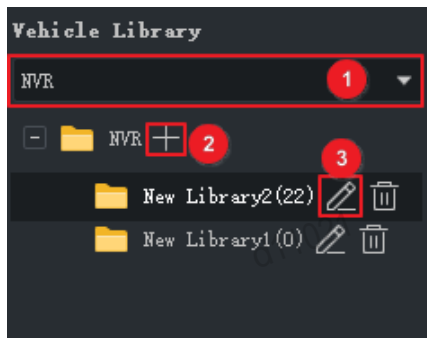 Vehicle Library
NVR 1
NVR 2
3
New Library2(22)
New Library1(0)